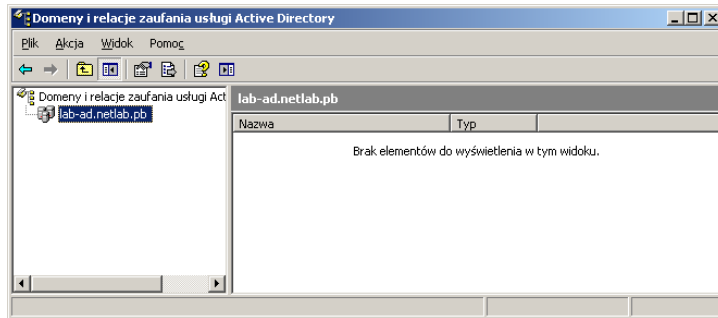 Domeny i relacje zaufania usługi Active Directory
Plik Akcja Widok Pomoc
Domeny i relacje zaufania usługi Act
lab-ad.netlab.pb
lab-ad.netlab.pb
Nazwa Typ
Brak elementów do wyświetlenia w tym widoku.